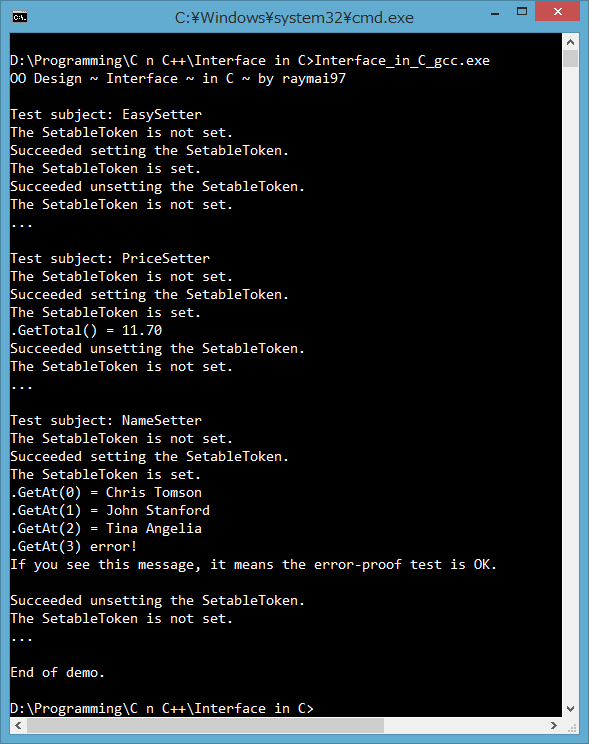 C:¥Windows¥system32¥cmd.exe
D:\Programming\C n C++\Interface in C>Interface_in_C_gcc.exe
OO Design ~ Interface ~ in C ~ by raymai97
Test subject: EasySetter
The SetableToken is not set.
Succeeded setting the SetableToken.
The SetableToken is set.
Succeeded unsetting the SetableToken.
The SetableToken is not set.
...
Test subject: PriceSetter
The SetableToken is not set.
Succeeded setting the SetableToken.
The SetableToken is set.
.GetTotal() = 11.70
Succeeded unsetting the SetableToken.
The SetableToken is not set.
...
Test subject: NameSetter
The SetableToken is not set.
Succeeded setting the SetableToken.
The SetableToken is set.
.GetAt(0) = Chris Tomson
.GetAt(1) = John Stanford
.GetAt(2) = Tina Angelia
.GetAt(3) error!
If you see this message, it means the error-proof test is OK.
Succeeded unsetting the SetableToken.
The SetableToken is not set.
...
End of demo.
D:\Programming\C n C++\Interface in C>